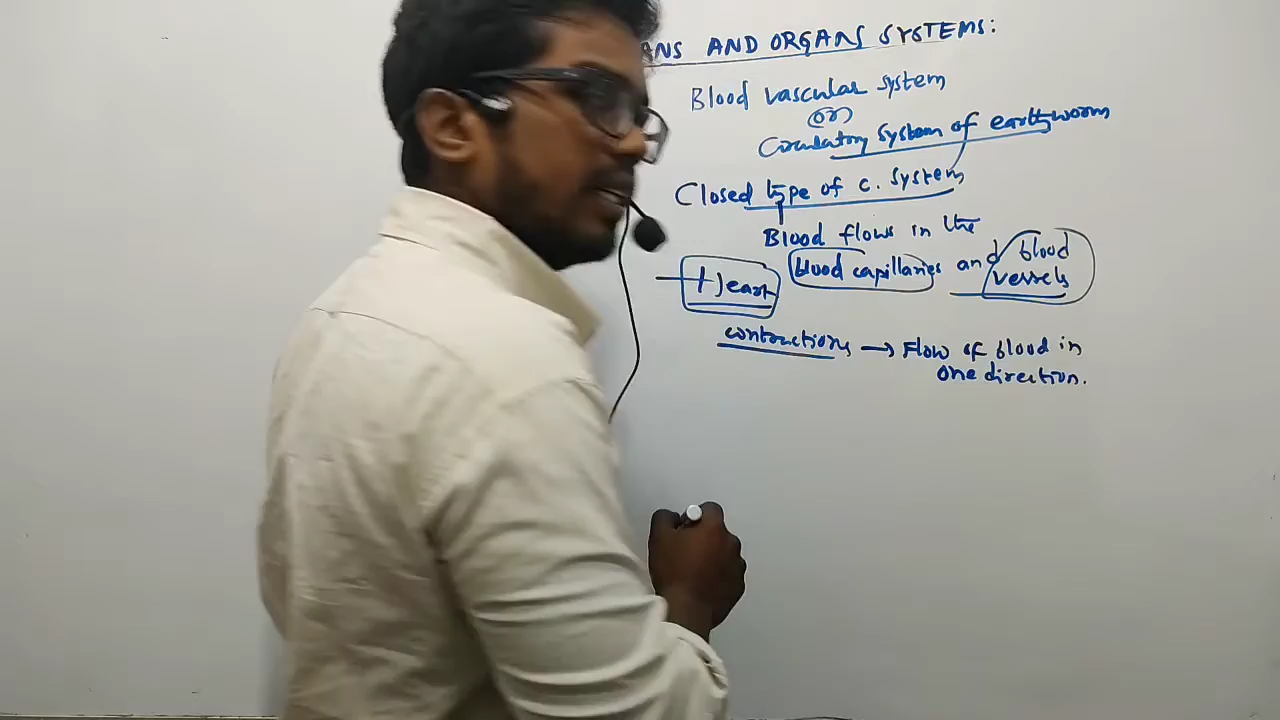 ANS AND ORGANS SYSTEMS:
Blood vascular system
(or)
Circulatory system of earthworm
Closed type of c. system
Blood flows in the
blood capillaries and blood vessels
Heart
contractions → Flow of blood in
one direction.